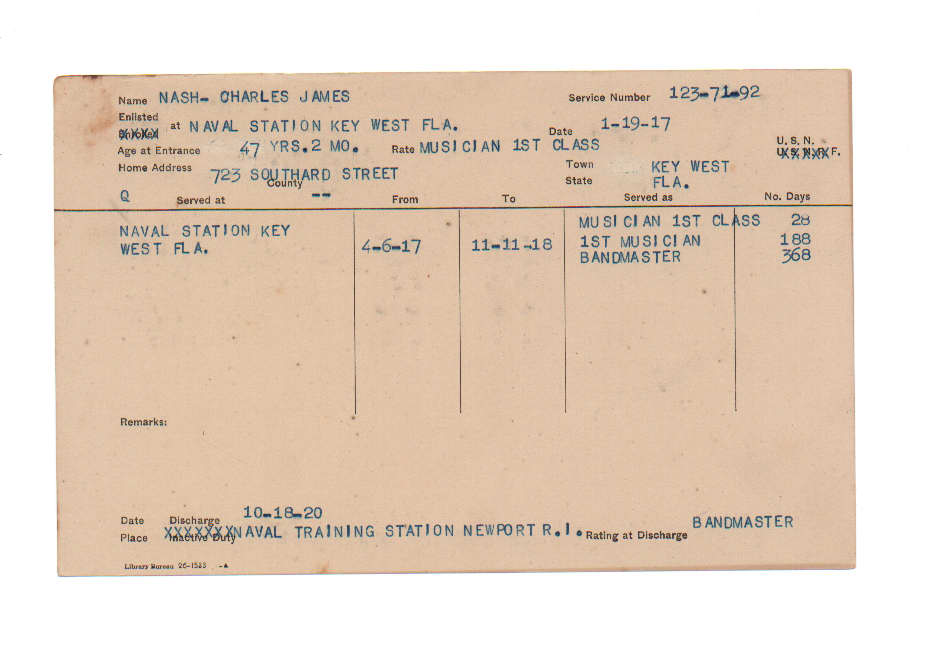 Name NASH- CHARLES JAMES Service Number 123-71-92
Enlisted
at NAVAL STATION KEY WEST FLA. Date 1-19-17
Age at Entrance 47 YRS.2 MO. Rate MUSICIAN 1ST CLASS U. S. N.
Home Address 723 SOUTHARD STREET Town KEY WEST
County -- State FLA.
Q Served at From To Served as No. Days
MUSICIAN 1ST CLASS 28
NAVAL STATION KEY
WEST FLA. 4-6-17 11-11-18 1ST MUSICIAN 188
BANDMASTER 368
Remarks:
10-18-20
Date Discharge BANDMASTER
Place Inactive Duty XXXXXXX NAVAL TRAINING STATION NEWPORT R.I. Rating at Discharge
Library Bureau 26-1583 -A